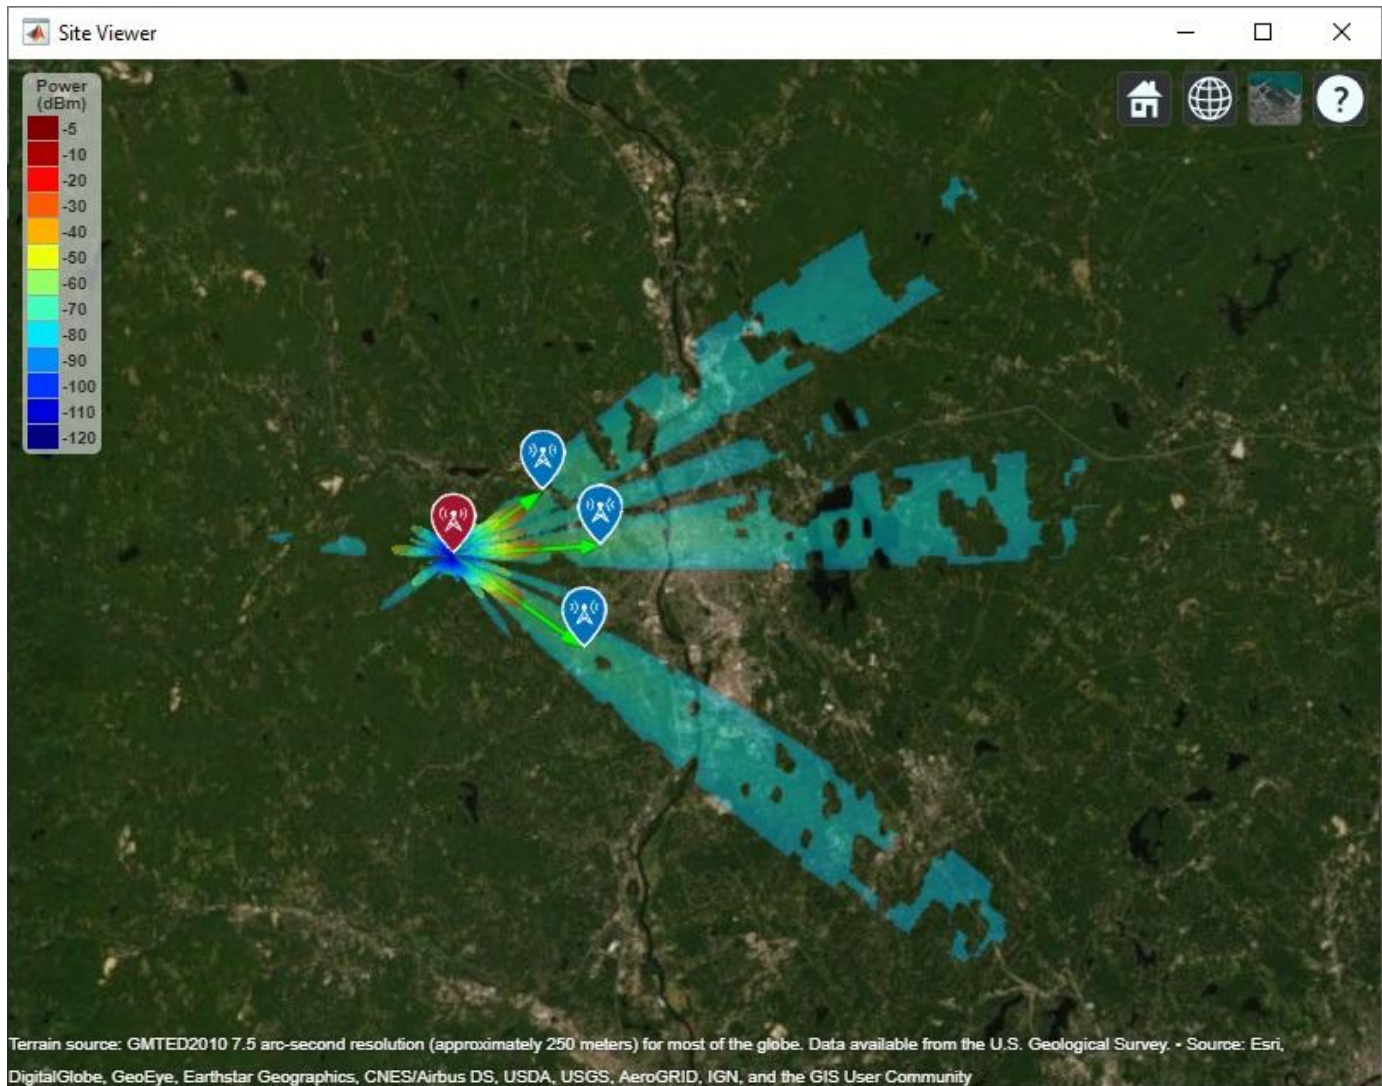 Site Viewer
Power
(dBm)
-5
-10
-20
-30
-40
-50
-60
-70
-80
-90
-100
-110
-120
?
Terrain source: GMTED2010 7.5 arc-second resolution (approximately 250 meters) for most of the globe. Data available from the U.S. Geological Survey. • Source: Esri,
DigitalGlobe, GeoEye, Earthstar Geographics, CNES/Airbus DS, USDA, USGS, AeroGRID, IGN, and the GIS User Community